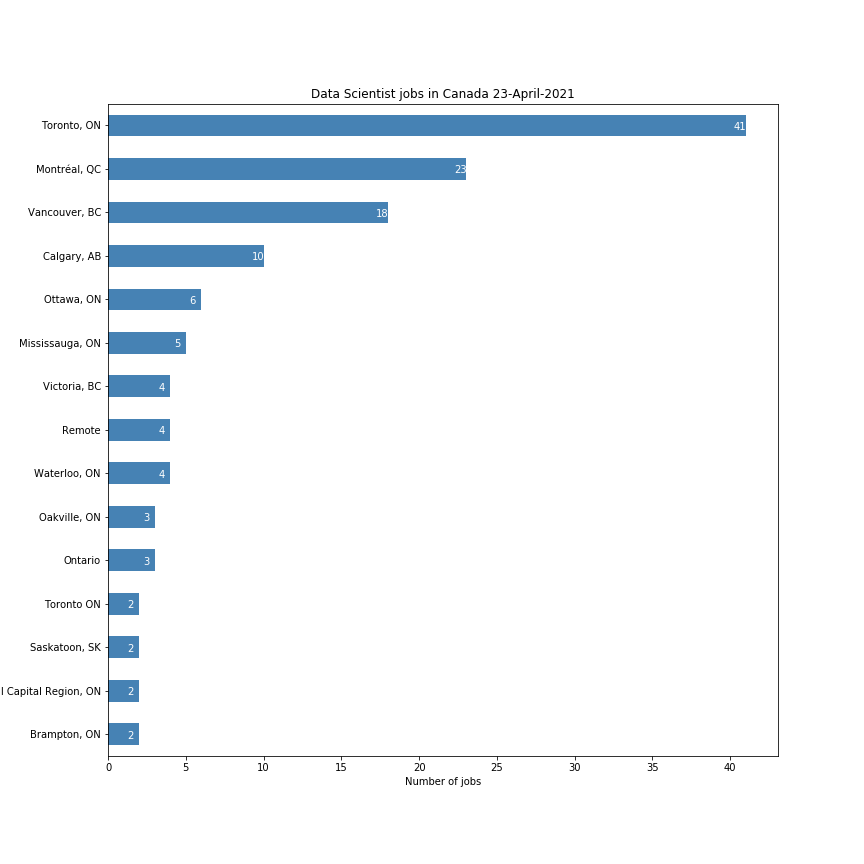 Data Scientist jobs in Canada 23-April-2021
Toronto, ON 41
Montréal, QC 23
Vancouver, BC 18
Calgary, AB 10
Ottawa, ON 6
Mississauga, ON 5
Victoria, BC 4
Remote 4
Waterloo, ON 4
Oakville, ON 3
Ontario 3
Toronto ON 2
Saskatoon, SK 2
l Capital Region, ON 2
Brampton, ON 2
0 5 10 15 20 25 30 35 40
Number of jobs